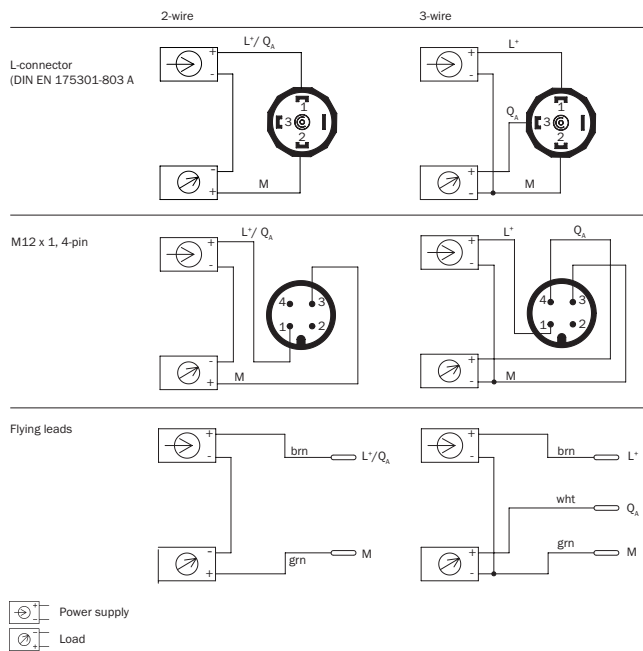 2-wire 3-wire
L-connector
(DIN EN 175301-803 A
L⁺/ Q_A
+
-
1
3
2
-
+
M
L⁺
+
-
Q_A
1
3
2
+
-
M
M12 x 1, 4-pin
L⁺/ Q_A
+
-
4 3
1 2
-
+
M
L⁺ Q_A
+
-
4 3
1 2
+
-
M
Flying leads
+
-
brn L⁺/Q_A
-
+
grn M
+
-
brn L⁺
wht Q_A
+
-
grn M
+
-
Power supply
-
+
Load